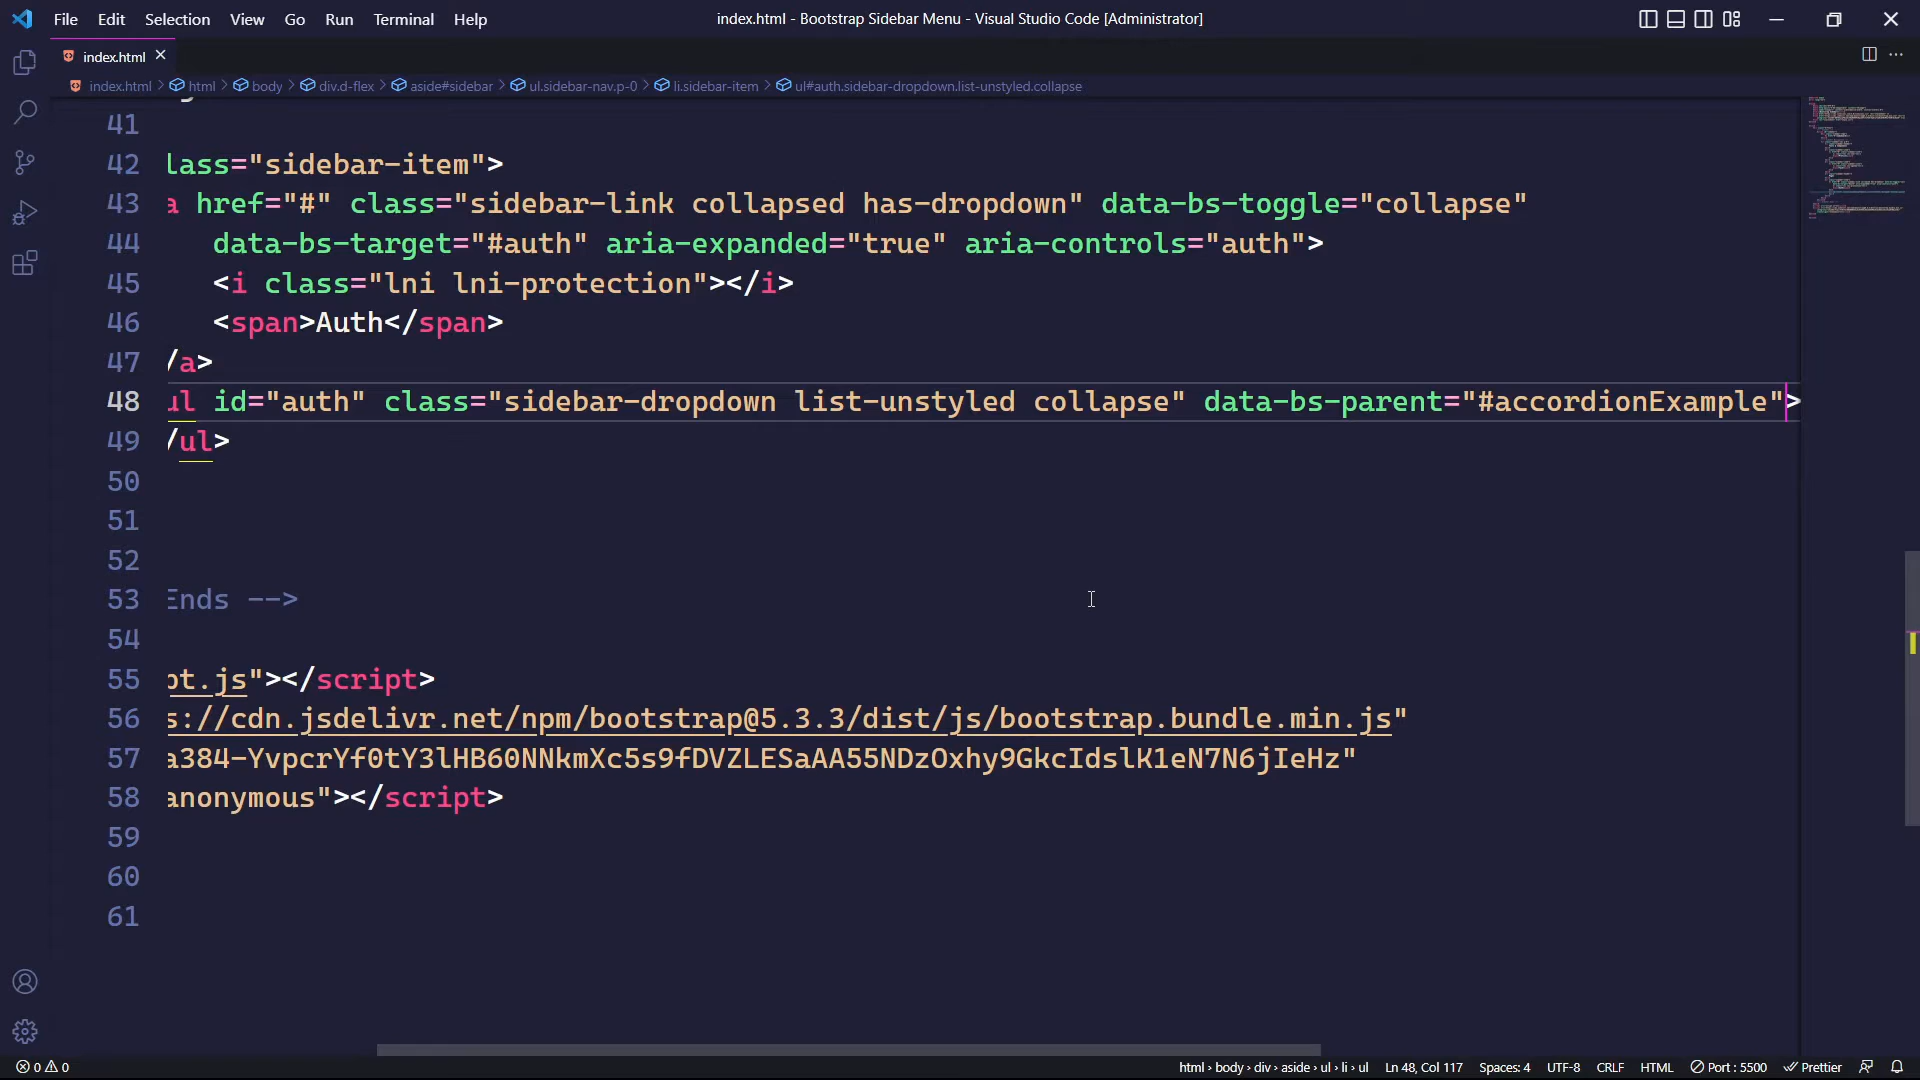 File Edit Selection View Go Run Terminal Help
index.html - Bootstrap Sidebar Menu - Visual Studio Code [Administrator]
index.html
index.html > html > body > div.d-flex > aside#sidebar > ul.sidebar-nav.p-0 > li.sidebar-item > ul#auth.sidebar-dropdown.list-unstyled.collapse
41
42 lass="sidebar-item">
43 a href="#" class="sidebar-link collapsed has-dropdown" data-bs-toggle="collapse"
44 data-bs-target="#auth" aria-expanded="true" aria-controls="auth">
45 <i class="lni lni-protection"></i>
46 <span>Auth</span>
47 /a>
48 ul id="auth" class="sidebar-dropdown list-unstyled collapse" data-bs-parent="#accordionExample">
49 /ul>
50
51
52
53 Ends -->
54
55 pt.js"></script>
56 s://cdn.jsdelivr.net/npm/bootstrap@5.3.3/dist/js/bootstrap.bundle.min.js"
57 a384-YvpcrYf0tY3lHB60NNkmXc5s9fDVZLESaAA55NDzOxhy9GkcIdslK1eN7N6jIeHz"
58 anonymous"></script>
59
60
61
0 0 html > body > div > aside > ul > li > ul Ln 48, Col 117 Spaces: 4 UTF-8 CRLF HTML Port : 5500 Prettier